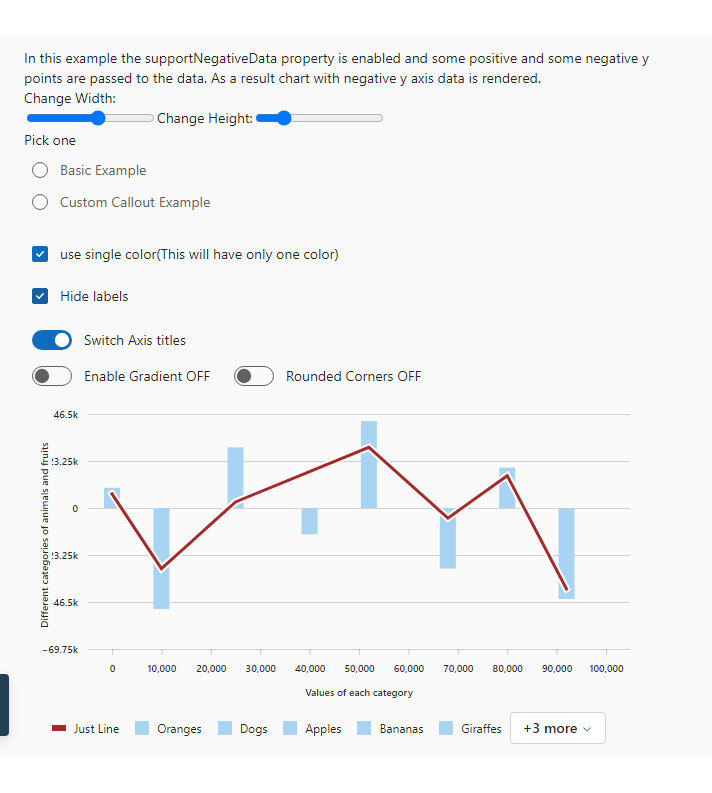 In this example the supportNegativeData property is enabled and some positive and some negative y
points are passed to the data. As a result chart with negative y axis data is rendered.
Change Width:
Change Height:
Pick one
Basic Example
Custom Callout Example
use single color(This will have only one color)
Hide labels
Switch Axis titles
Enable Gradient OFF
Rounded Corners OFF
46.5k
3.25k
0
3.25k
46.5k
−69.75k
Different categories of animals and fruits
0 10,000 20,000 30,000 40,000 50,000 60,000 70,000 80,000 90,000 100,000
Values of each category
Just Line Oranges Dogs Apples Bananas Giraffes +3 more